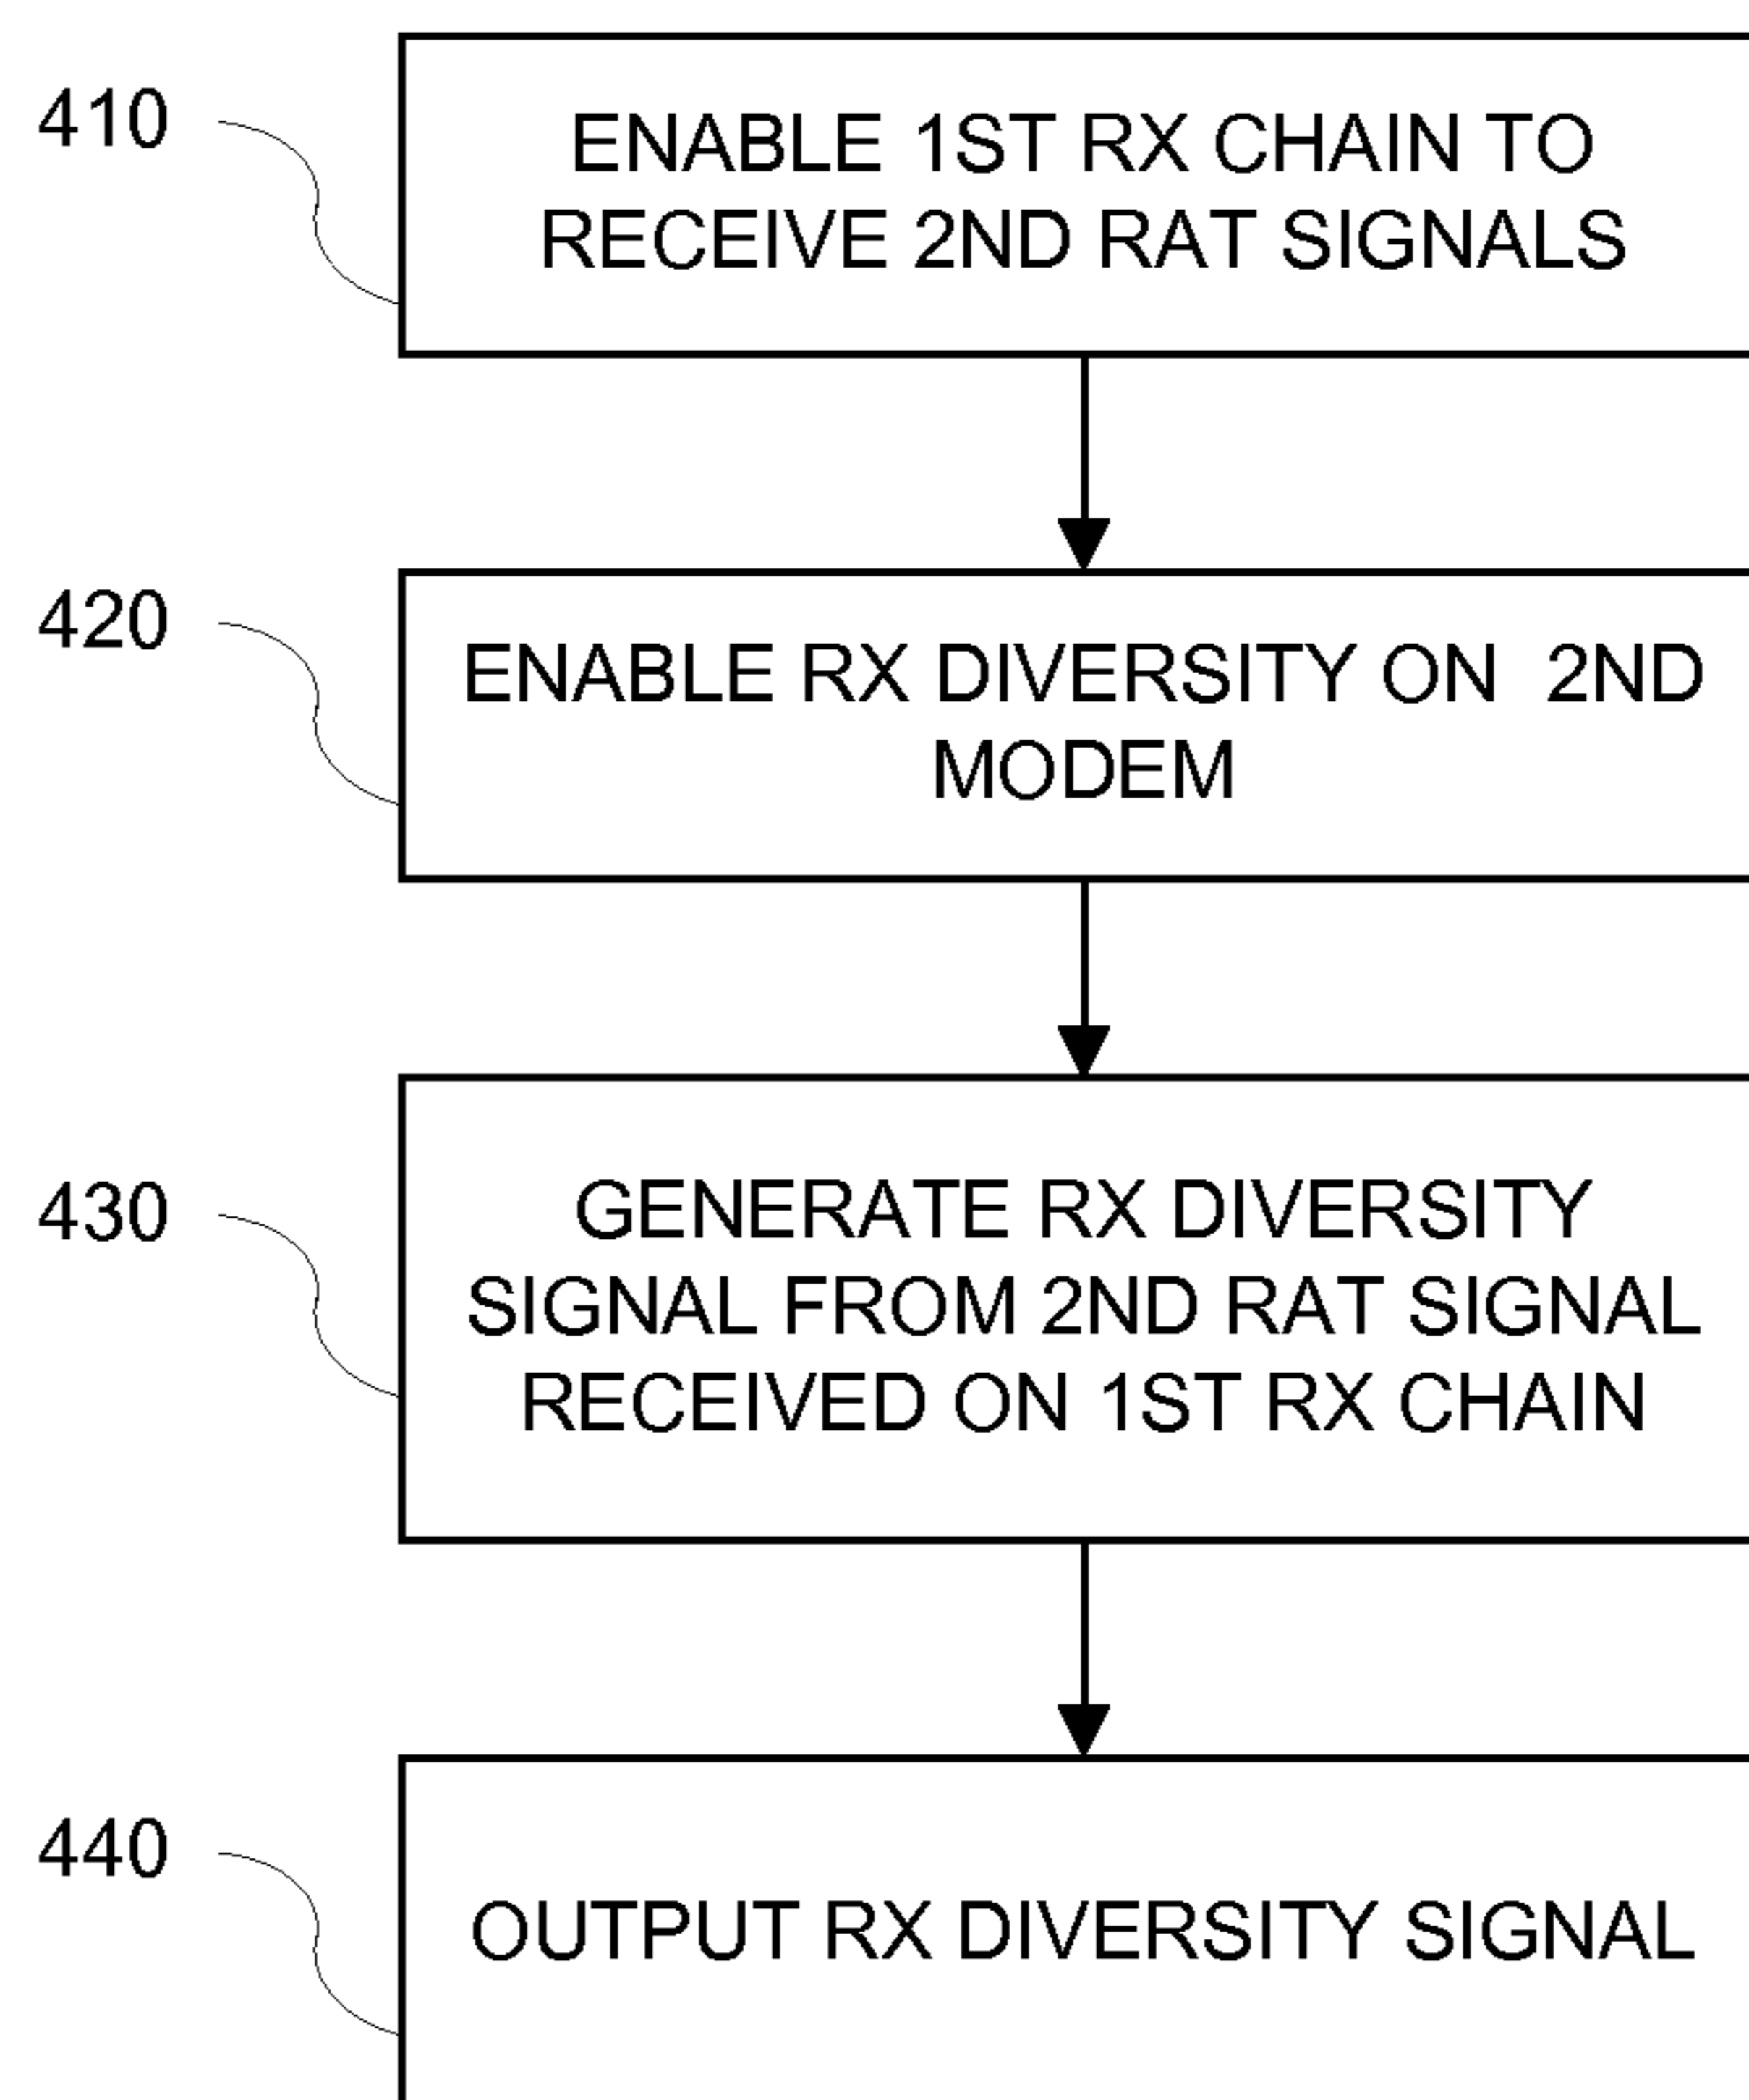 410
ENABLE 1ST RX CHAIN TO
RECEIVE 2ND RAT SIGNALS
420
ENABLE RX DIVERSITY ON 2ND
MODEM
430
GENERATE RX DIVERSITY
SIGNAL FROM 2ND RAT SIGNAL
RECEIVED ON 1ST RX CHAIN
440
OUTPUT RX DIVERSITY SIGNAL